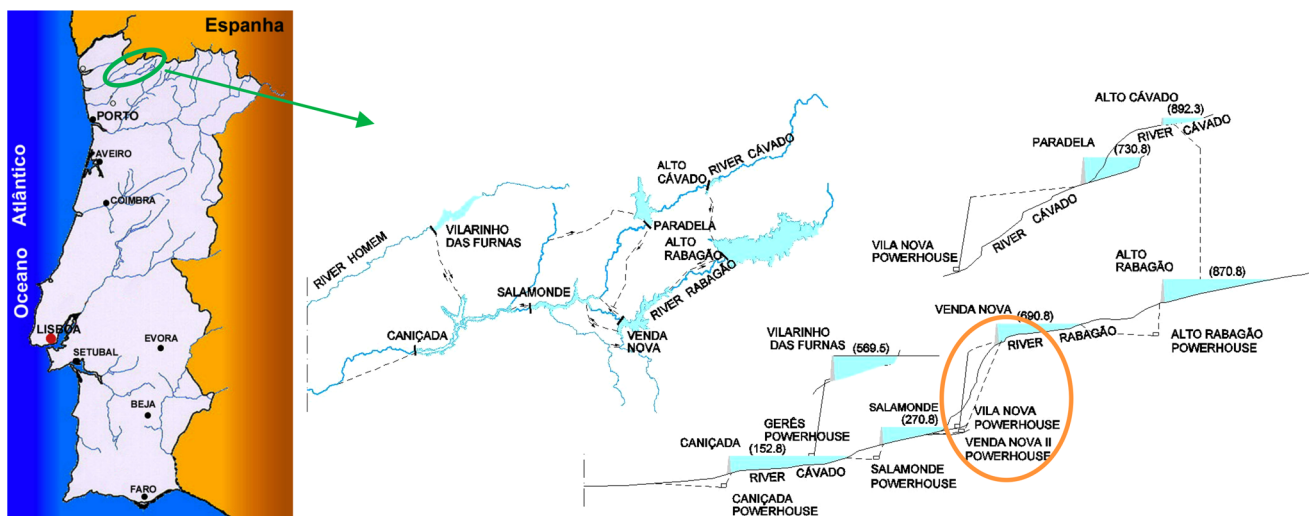 Espanha
Oceano Atlântico
PORTO
AVEIRO
COIMBRA
LISBOA
SETUBAL
EVORA
BEJA
FARO
ALTO
CÁVADO
RIVER CÁVADO
VILARINHO
DAS FURNAS
PARADELA
ALTO
RABAGÃO
RIVER HOMEM
RIVER RABAGÃO
SALAMONDE
CANIÇADA
VENDA
NOVA
ALTO CÁVADO
(892.3)
RIVER CÁVADO
PARADELA
(730.8)
RIVER CÁVADO
VILA NOVA
POWERHOUSE
ALTO
RABAGÃO
(870.8)
VENDA NOVA
(690.8)
RIVER RABAGÃO
ALTO RABAGÃO
POWERHOUSE
VILARINHO
DAS FURNAS
(569.5)
GERÊS
POWERHOUSE
SALAMONDE
(270.8)
VILA NOVA
POWERHOUSE
VENDA NOVA II
POWERHOUSE
CANIÇADA
(152.8)
RIVER CÁVADO
SALAMONDE
POWERHOUSE
CANIÇADA
POWERHOUSE